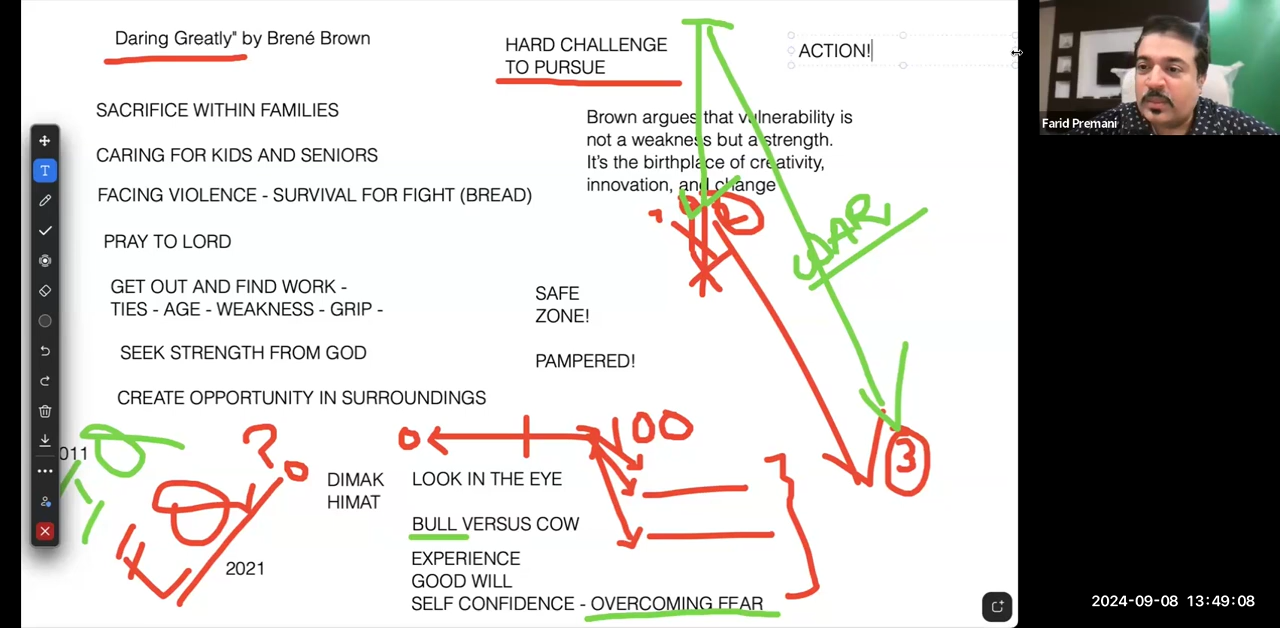 Daring Greatly" by Brené Brown
HARD CHALLENGE
TO PURSUE
ACTION!
Farid Premani
SACRIFICE WITHIN FAMILIES
Brown argues that vulnerability is
not a weakness but a strength.
It's the birthplace of creativity,
innovation, and change
CARING FOR KIDS AND SENIORS
FACING VIOLENCE - SURVIVAL FOR FIGHT (BREAD)
PRAY TO LORD
WAR
GET OUT AND FIND WORK -
TIES - AGE - WEAKNESS - GRIP -
SAFE
ZONE!
SEEK STRENGTH FROM GOD
PAMPERED!
CREATE OPPORTUNITY IN SURROUNDINGS
0
100
3
011
?
DIMAK
HIMAT
LOOK IN THE EYE
BULL VERSUS COW
2021
EXPERIENCE
GOOD WILL
SELF CONFIDENCE - OVERCOMING FEAR
2024-09-08 13:49:08
T